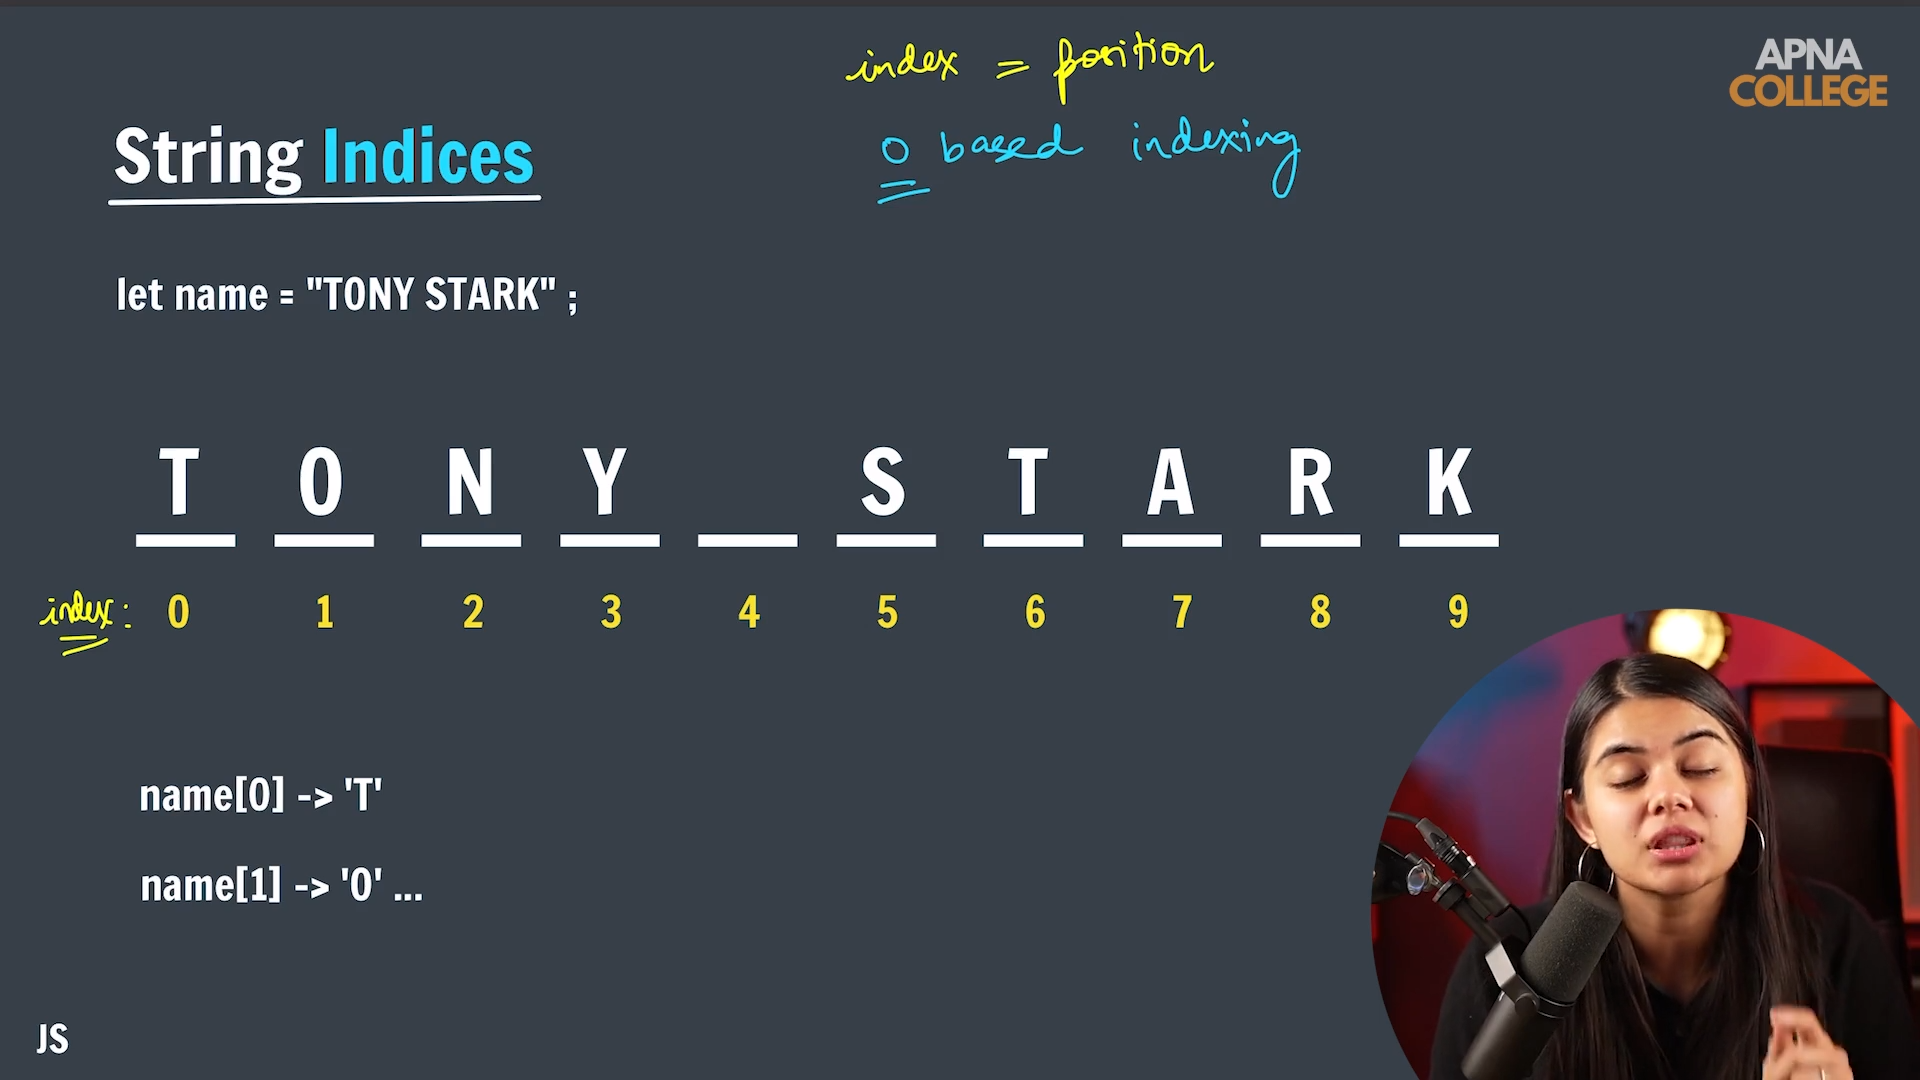 index = position
APNA
COLLEGE
0 based indexing
String Indices
let name = "TONY STARK" ;
T O N Y S T A R K
index: 0 1 2 3 4 5 6 7 8 9
name[0] -> 'T'
name[1] -> 'O' ...
JS